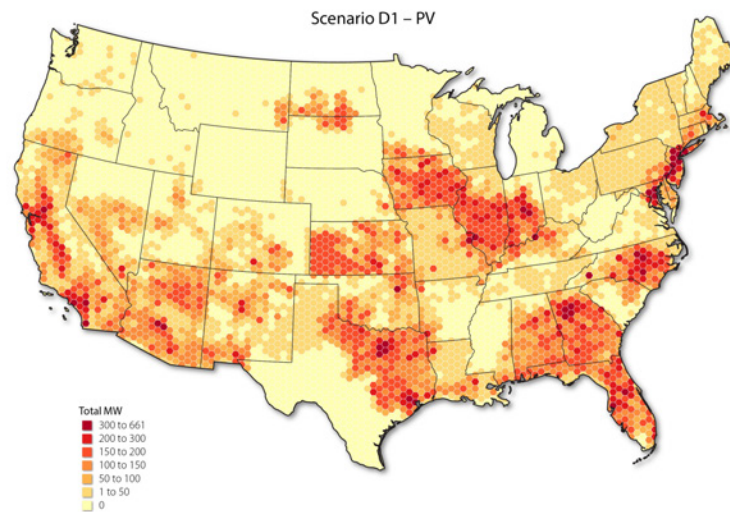 Scenario D1 – PV
Total MW
300 to 661
200 to 300
150 to 200
100 to 150
50 to 100
1 to 50
0